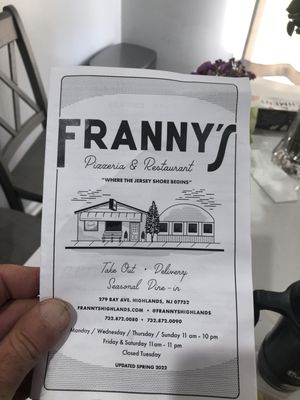 FRANNY'S
Pizzeria & Restaurant
"WHERE THE JERSEY SHORE BEGINS"
Take Out • Delivery
Seasonal Dine-in
279 BAY AVE. HIGHLANDS, NJ 07732
FRANNYSHIGHLANDS.COM • @FRANNYSHIGHLANDS
732.872.0080 • 732.872.0090
Monday / Wednesday / Thursday / Sunday 11 am - 10 pm
Friday & Saturday 11 am - 11 pm
Closed Tuesday
UPDATED SPRING 2022